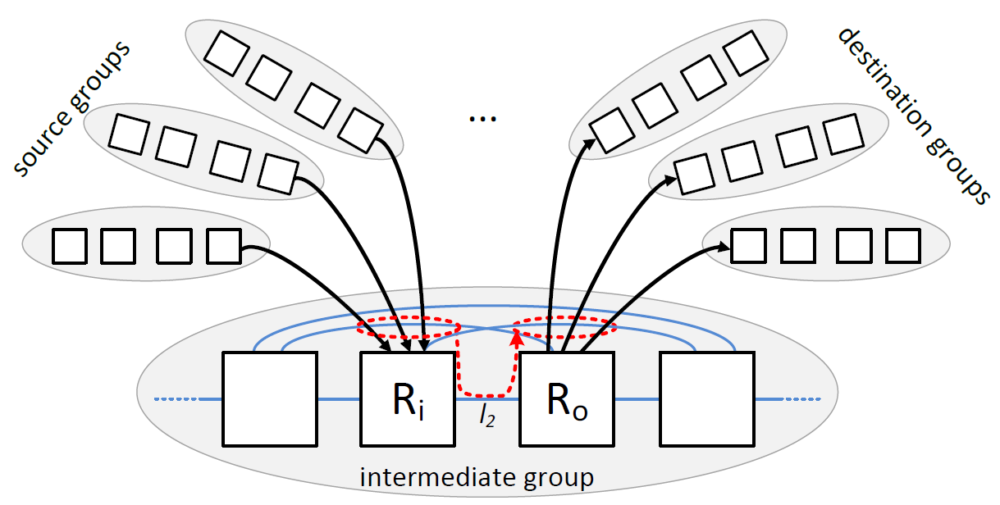 source groups
...
destination groups
Ri
l2
Ro
intermediate group